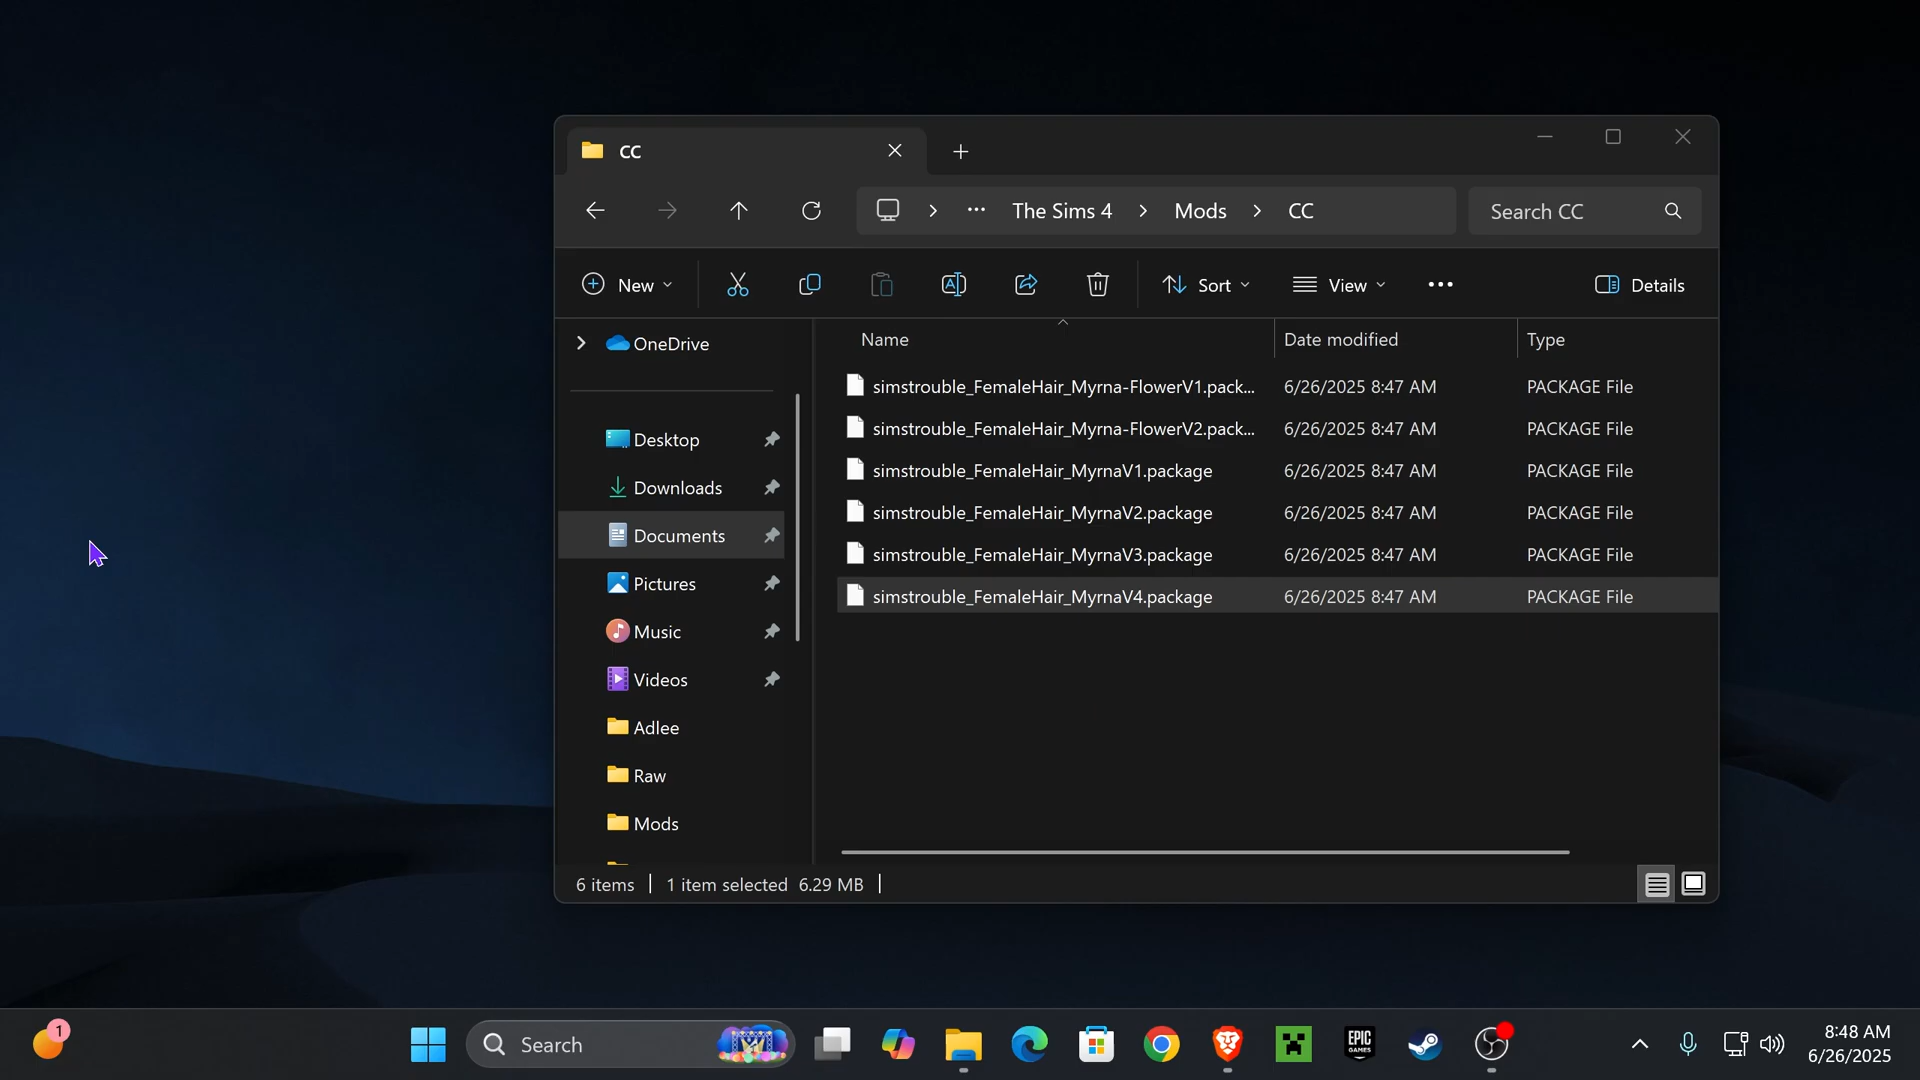 CC
The Sims 4 Mods CC
Search CC
New
Sort
View
Details
OneDrive
Desktop
Downloads
Documents
Pictures
Music
Videos
Adlee
Raw
Mods
Name Date modified Type
simstrouble_FemaleHair_Myrna-FlowerV1.pack... 6/26/2025 8:47 AM PACKAGE File
simstrouble_FemaleHair_Myrna-FlowerV2.pack... 6/26/2025 8:47 AM PACKAGE File
simstrouble_FemaleHair_MyrnaV1.package 6/26/2025 8:47 AM PACKAGE File
simstrouble_FemaleHair_MyrnaV2.package 6/26/2025 8:47 AM PACKAGE File
simstrouble_FemaleHair_MyrnaV3.package 6/26/2025 8:47 AM PACKAGE File
simstrouble_FemaleHair_MyrnaV4.package 6/26/2025 8:47 AM PACKAGE File
6 items 1 item selected 6.29 MB
1
Search
EPIC
GAMES
8:48 AM
6/26/2025